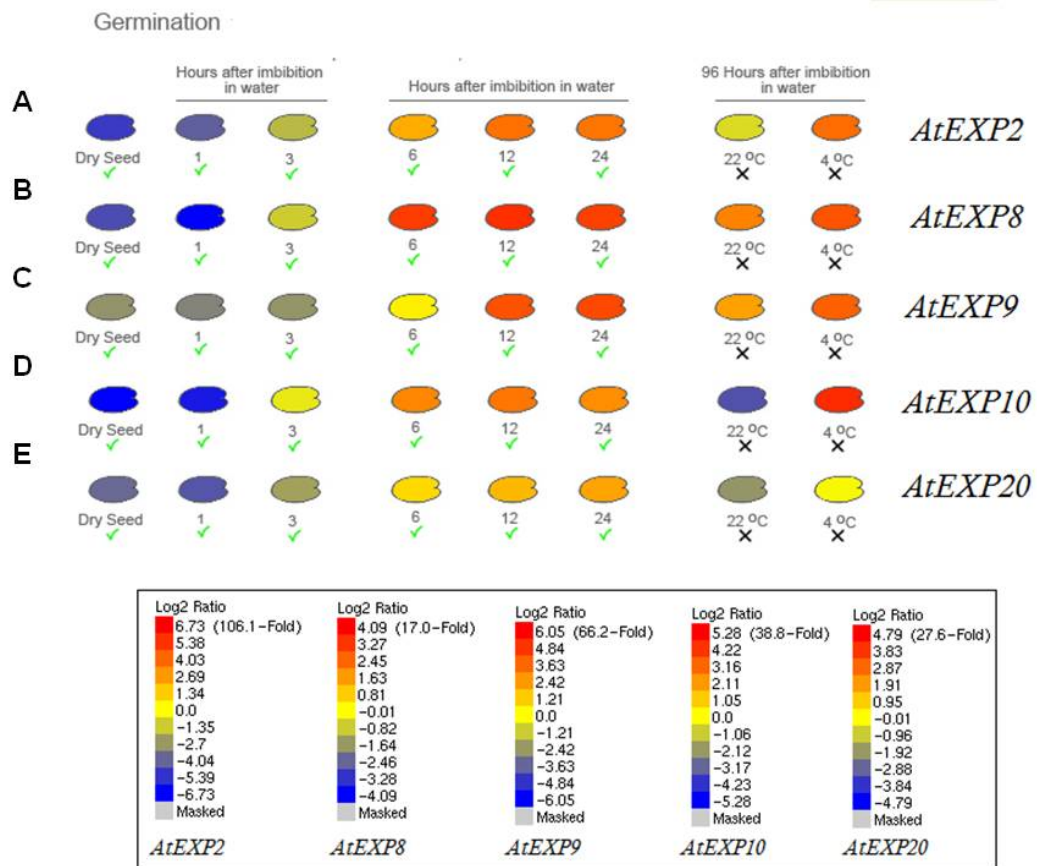 Germination
Hours after imbibition
in water
Hours after imbibition in water
96 Hours after imbibition
in water
A
AtEXP2
Dry Seed 1 3 6 12 24 22 ºC 4 ºC
✓ ✓ ✓ ✓ ✓ ✓ ✕ ✕
B
AtEXP8
Dry Seed 1 3 6 12 24 22 ºC 4 ºC
✓ ✓ ✓ ✓ ✓ ✓ ✕ ✕
C
AtEXP9
Dry Seed 1 3 6 12 24 22 ºC 4 ºC
✓ ✓ ✓ ✓ ✓ ✓ ✕ ✕
D
AtEXP10
Dry Seed 1 3 6 12 24 22 ºC 4 ºC
✓ ✓ ✓ ✓ ✓ ✓ ✕ ✕
E
AtEXP20
Dry Seed 1 3 6 12 24 22 ºC 4 ºC
✓ ✓ ✓ ✓ ✓ ✓ ✕ ✕
Log2 Ratio
6.73 (106.1-Fold)
5.38
4.03
2.69
1.34
0.0
-1.35
-2.7
-4.04
-5.39
-6.73
Masked
AtEXP2
Log2 Ratio
4.09 (17.0-Fold)
3.27
2.45
1.63
0.81
-0.01
-0.82
-1.64
-2.46
-3.28
-4.09
Masked
AtEXP8
Log2 Ratio
6.05 (66.2-Fold)
4.84
3.63
2.42
1.21
0.0
-1.21
-2.42
-3.63
-4.84
-6.05
Masked
AtEXP9
Log2 Ratio
5.28 (38.8-Fold)
4.22
3.16
2.11
1.05
0.0
-1.06
-2.12
-3.17
-4.23
-5.28
Masked
AtEXP10
Log2 Ratio
4.79 (27.6-Fold)
3.83
2.87
1.91
0.95
-0.01
-0.96
-1.92
-2.88
-3.84
-4.79
Masked
AtEXP20